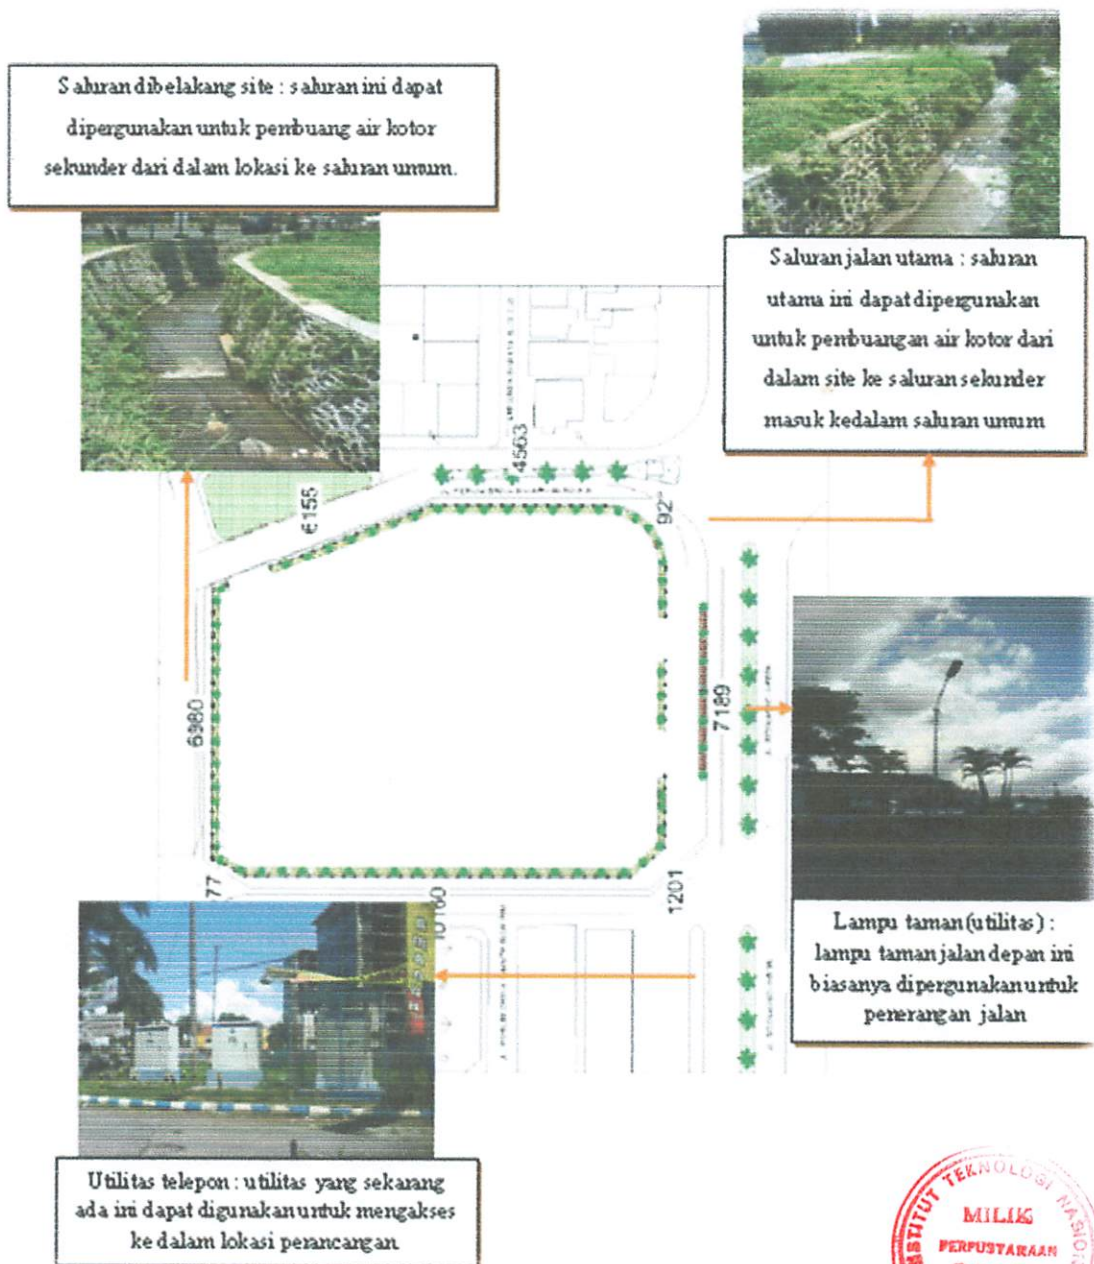 Saluran dibelakang site : saluran ini dapat
dipergunakan untuk pembuang air kotor
sekunder dari dalam lokasi ke saluran umum.
Saluran jalan utama : saluran
utama ini dapat dipergunakan
untuk pembuangan air kotor dari
dalam site ke saluran sekunder
masuk kedalam saluran umum
4563
6155
92°
6980
7189
77
10160
1201
Lampu taman (utilitas) :
lampu taman jalan depan ini
biasanya dipergunakan untuk
penerangan jalan
Utilitas telepon : utilitas yang sekarang
ada ini dapat digunakan untuk mengakses
ke dalam lokasi perancangan.
INSTITUT TEKNOLOGI NASIO
MILIK
PERPUSTAKAAN